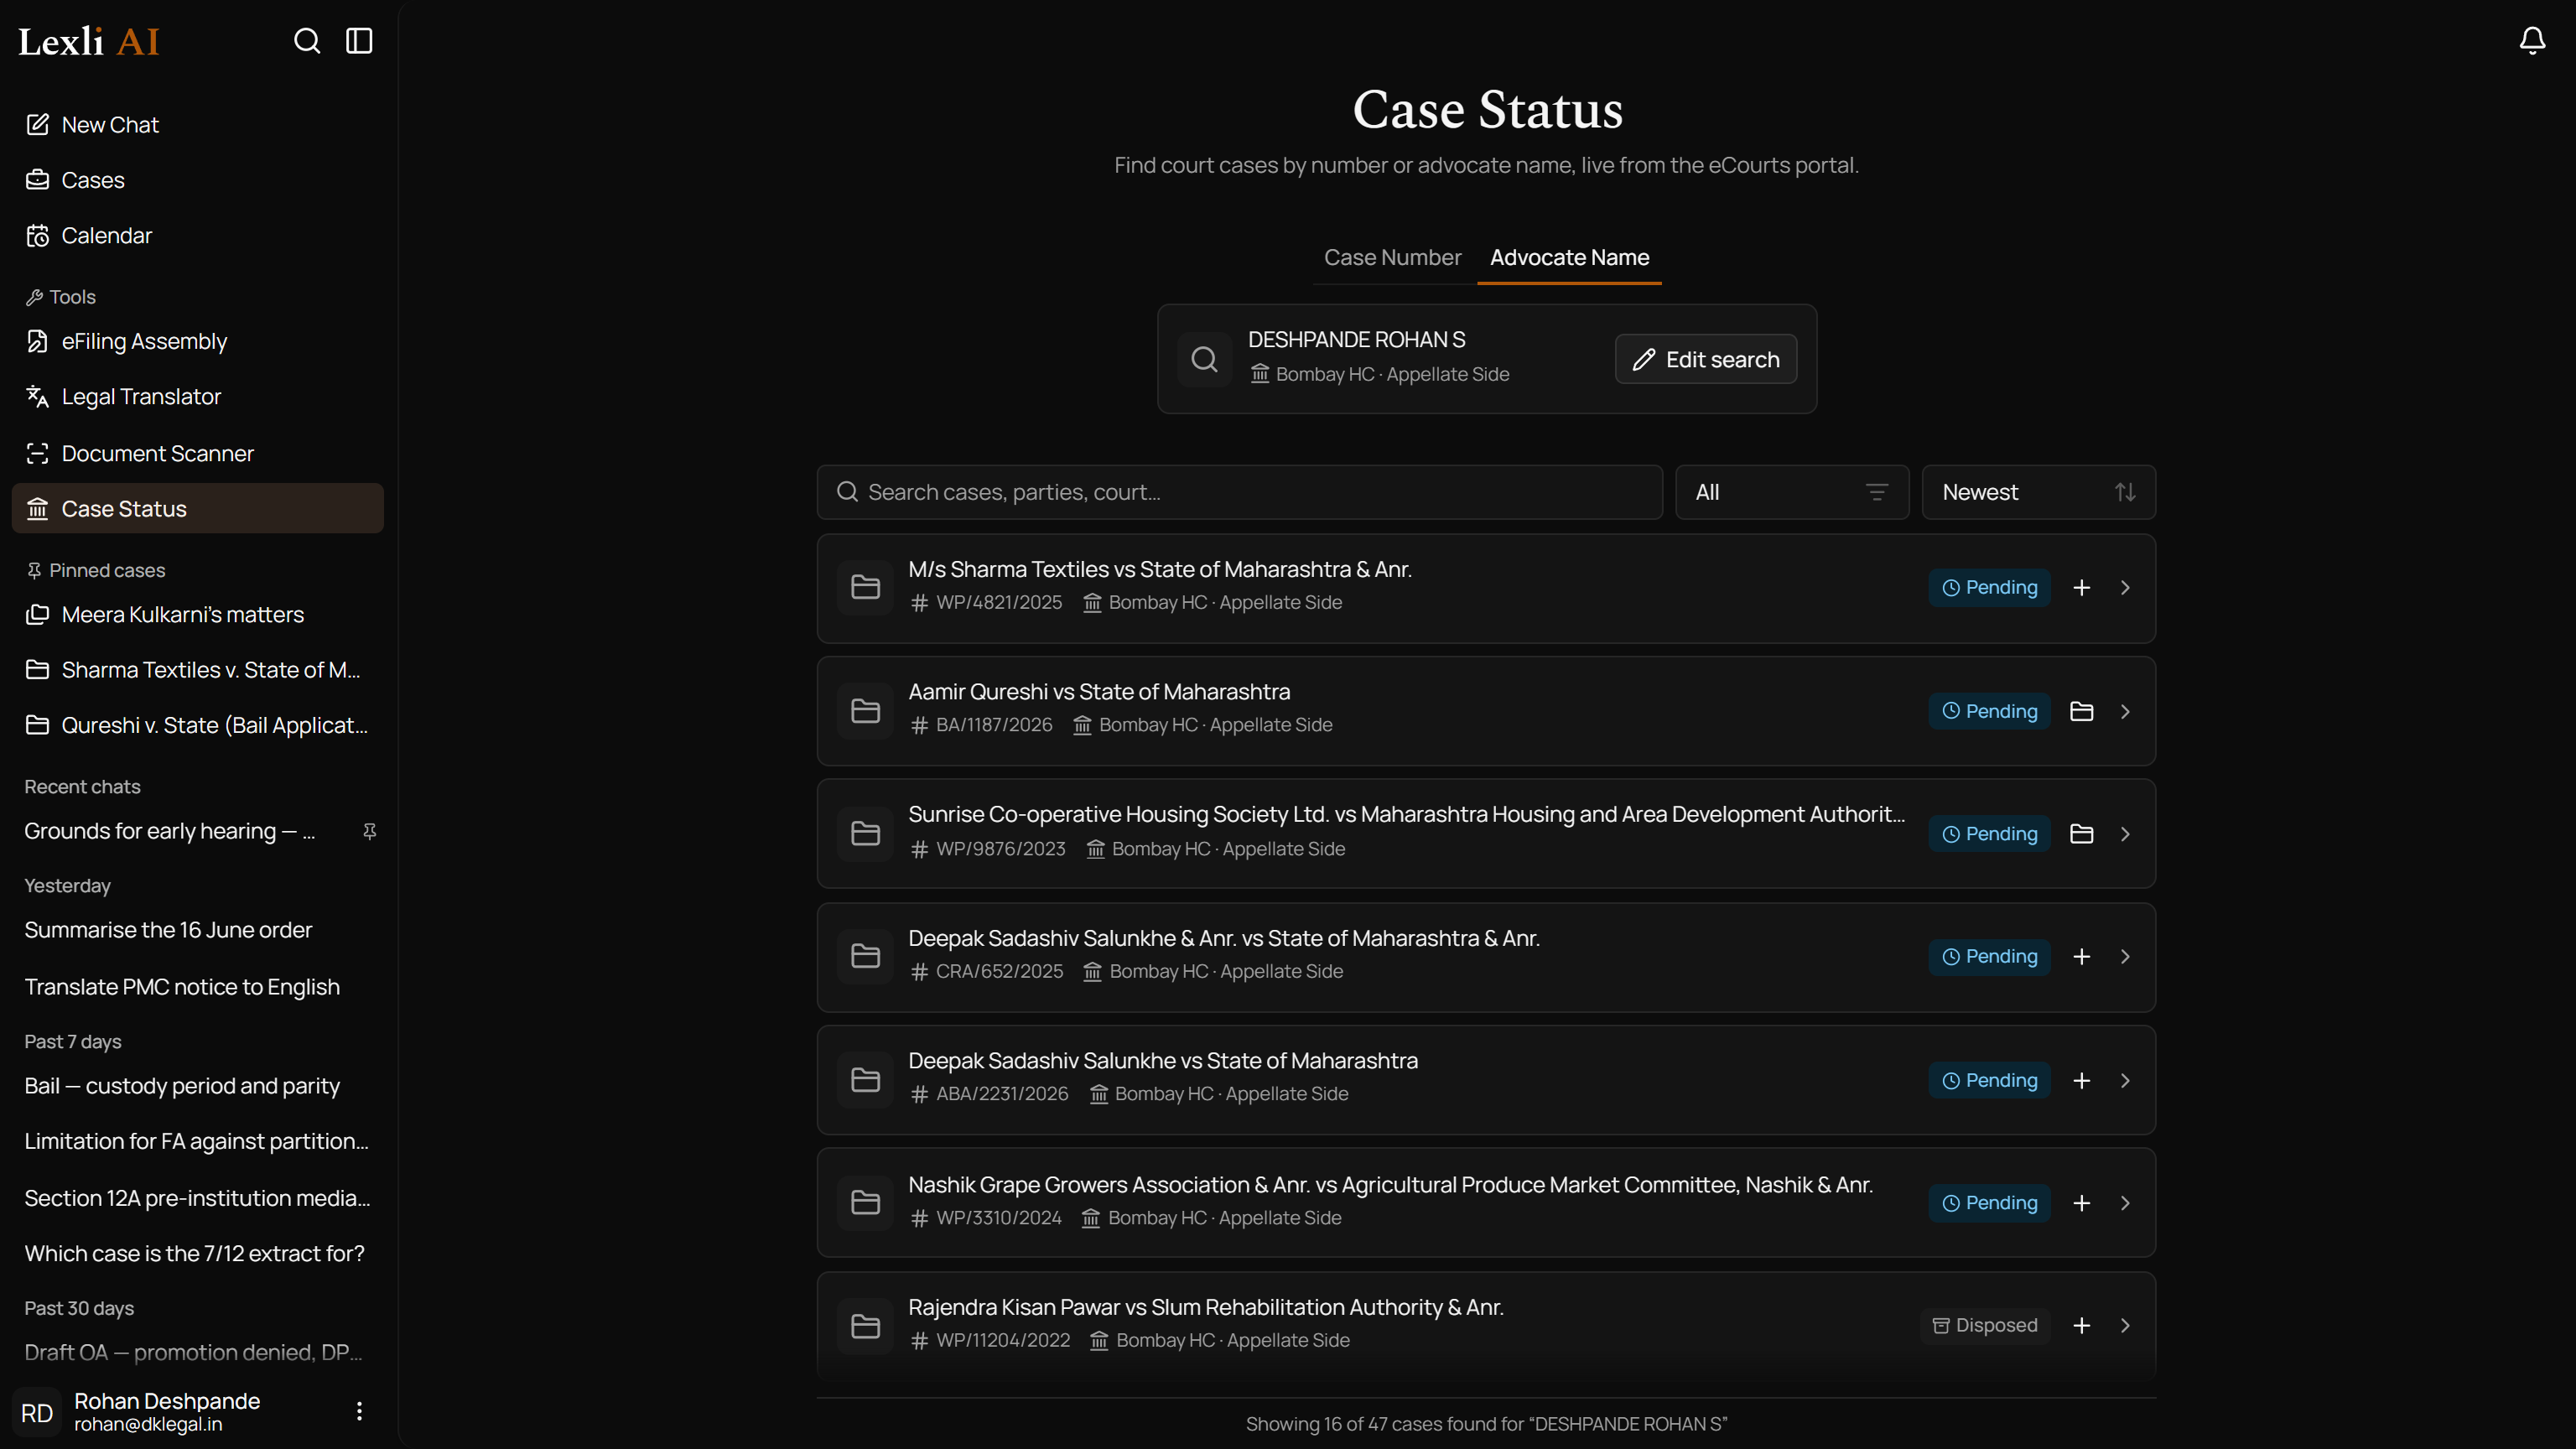 Lexli AI
New Chat
Cases
Calendar
Tools
eFiling Assembly
Legal Translator
Document Scanner
Case Status
Pinned cases
Meera Kulkarni's matters
Sharma Textiles v. State of M...
Qureshi v. State (Bail Applicat...
Recent chats
Grounds for early hearing — ...
Yesterday
Summarise the 16 June order
Translate PMC notice to English
Past 7 days
Bail — custody period and parity
Limitation for FA against partition...
Section 12A pre-institution media...
Which case is the 7/12 extract for?
Past 30 days
Draft OA — promotion denied, DP...
RD
Rohan Deshpande
rohan@dklegal.in
Case Status
Find court cases by number or advocate name, live from the eCourts portal.
Case Number
Advocate Name
DESHPANDE ROHAN S
Bombay HC · Appellate Side
Edit search
Search cases, parties, court...
All
Newest
M/s Sharma Textiles vs State of Maharashtra & Anr.
# WP/4821/2025 Bombay HC · Appellate Side
Pending
Aamir Qureshi vs State of Maharashtra
# BA/1187/2026 Bombay HC · Appellate Side
Pending
Sunrise Co-operative Housing Society Ltd. vs Maharashtra Housing and Area Development Authorit...
# WP/9876/2023 Bombay HC · Appellate Side
Pending
Deepak Sadashiv Salunkhe & Anr. vs State of Maharashtra & Anr.
# CRA/652/2025 Bombay HC · Appellate Side
Pending
Deepak Sadashiv Salunkhe vs State of Maharashtra
# ABA/2231/2026 Bombay HC · Appellate Side
Pending
Nashik Grape Growers Association & Anr. vs Agricultural Produce Market Committee, Nashik & Anr.
# WP/3310/2024 Bombay HC · Appellate Side
Pending
Rajendra Kisan Pawar vs Slum Rehabilitation Authority & Anr.
# WP/11204/2022 Bombay HC · Appellate Side
Disposed
Showing 16 of 47 cases found for “DESHPANDE ROHAN S”